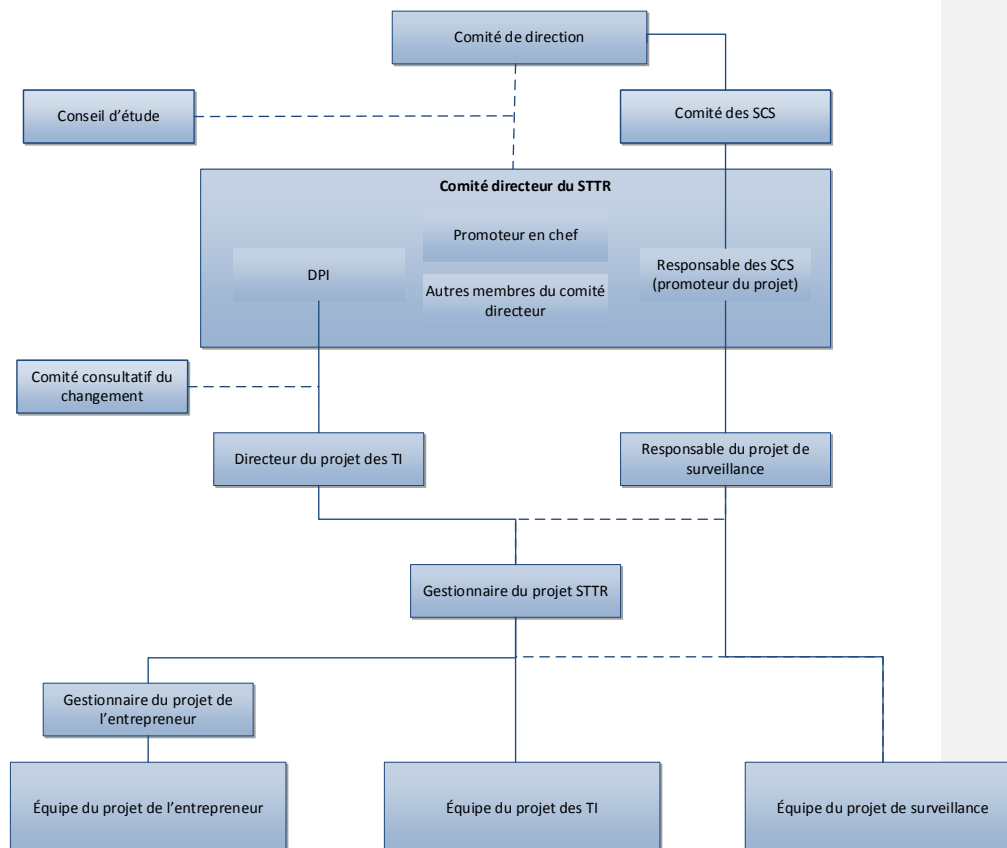 Comité de direction
Conseil d’étude
Comité des SCS
Comité directeur du STTR
Promoteur en chef
DPI
Responsable des SCS
(promoteur du projet)
Autres membres du comité
directeur
Comité consultatif du
changement
Directeur du projet des TI
Responsable du projet de
surveillance
Gestionnaire du projet STTR
Gestionnaire du projet de
l’entrepreneur
Équipe du projet de l’entrepreneur
Équipe du projet des TI
Équipe du projet de surveillance